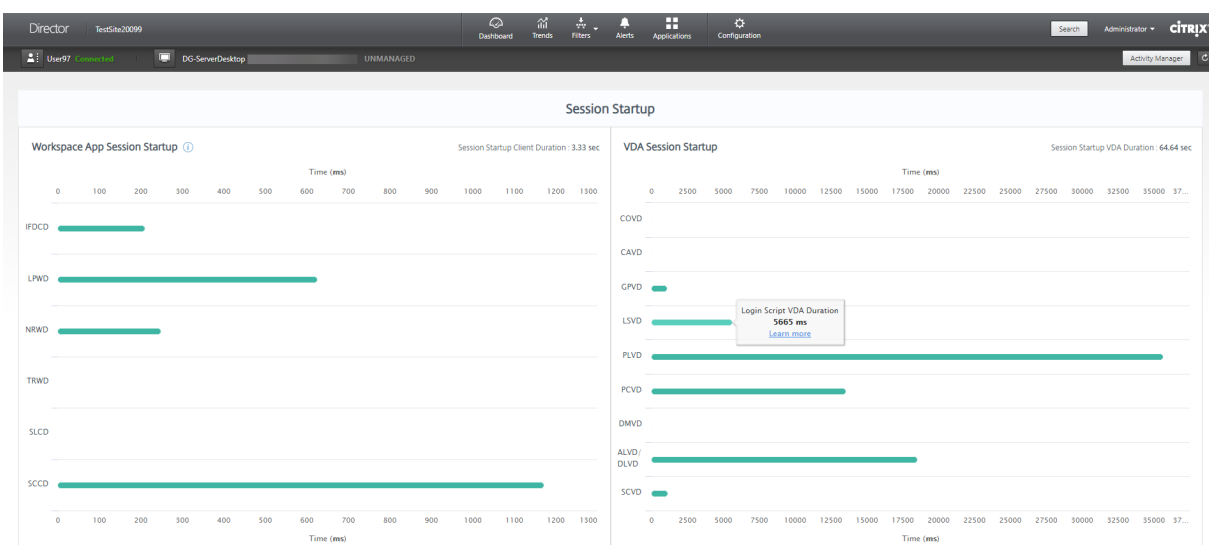 Director TestSite20099 Dashboard Trends Filters Alerts Applications Configuration Search Administrator CITRIX
User97 Connected DG-ServerDesktop UNMANAGED Activity Manager
Session Startup
Workspace App Session Startup Session Startup Client Duration : 3.33 sec
Time (ms)
0 100 200 300 400 500 600 700 800 900 1000 1100 1200 1300
IFDCD
LPWD
NRWD
TRWD
SLCD
SCCD
0 100 200 300 400 500 600 700 800 900 1000 1100 1200 1300
Time (ms)
VDA Session Startup Session Startup VDA Duration : 64.64 sec
Time (ms)
0 2500 5000 7500 10000 12500 15000 17500 20000 22500 25000 27500 30000 32500 35000 37...
COVD
CAVD
GPVD
Login Script VDA Duration
LSVD 5665 ms
Learn more
PLVD
PCVD
DMVD
ALVD/
DLVD
SCVD
0 2500 5000 7500 10000 12500 15000 17500 20000 22500 25000 27500 30000 32500 35000 37...
Time (ms)